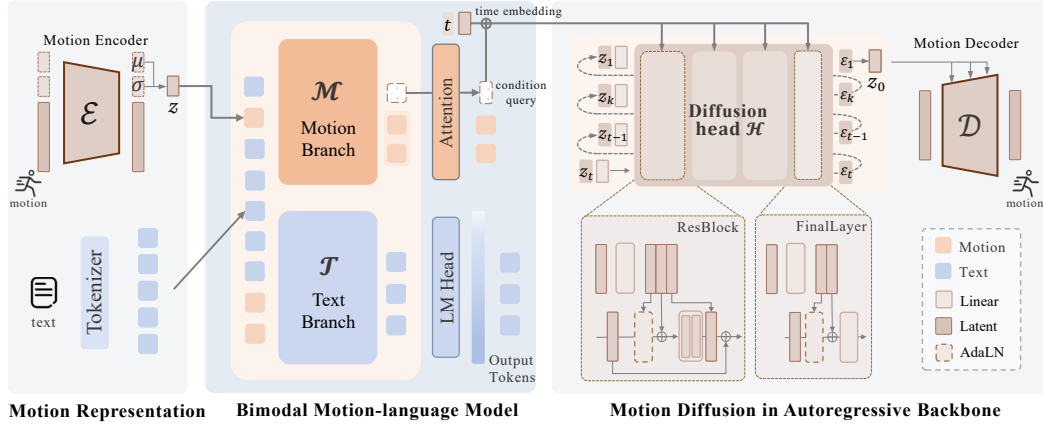 Motion Encoder
μ
σ
ℰ
z
motion
text
Tokenizer
Motion Representation
ℳ
Motion
Branch
𝒯
Text
Branch
Attention
LM Head
t
time embedding
condition
query
Output
Tokens
Bimodal Motion-language Model
z₁
zₖ
zₜ₋₁
zₜ
Diffusion
head ℋ
ε₁
εₖ
εₜ₋₁
εₜ
z₀
ResBlock
FinalLayer
Motion Decoder
𝒟
motion
Motion
Text
Linear
Latent
AdaLN
Motion Diffusion in Autoregressive Backbone